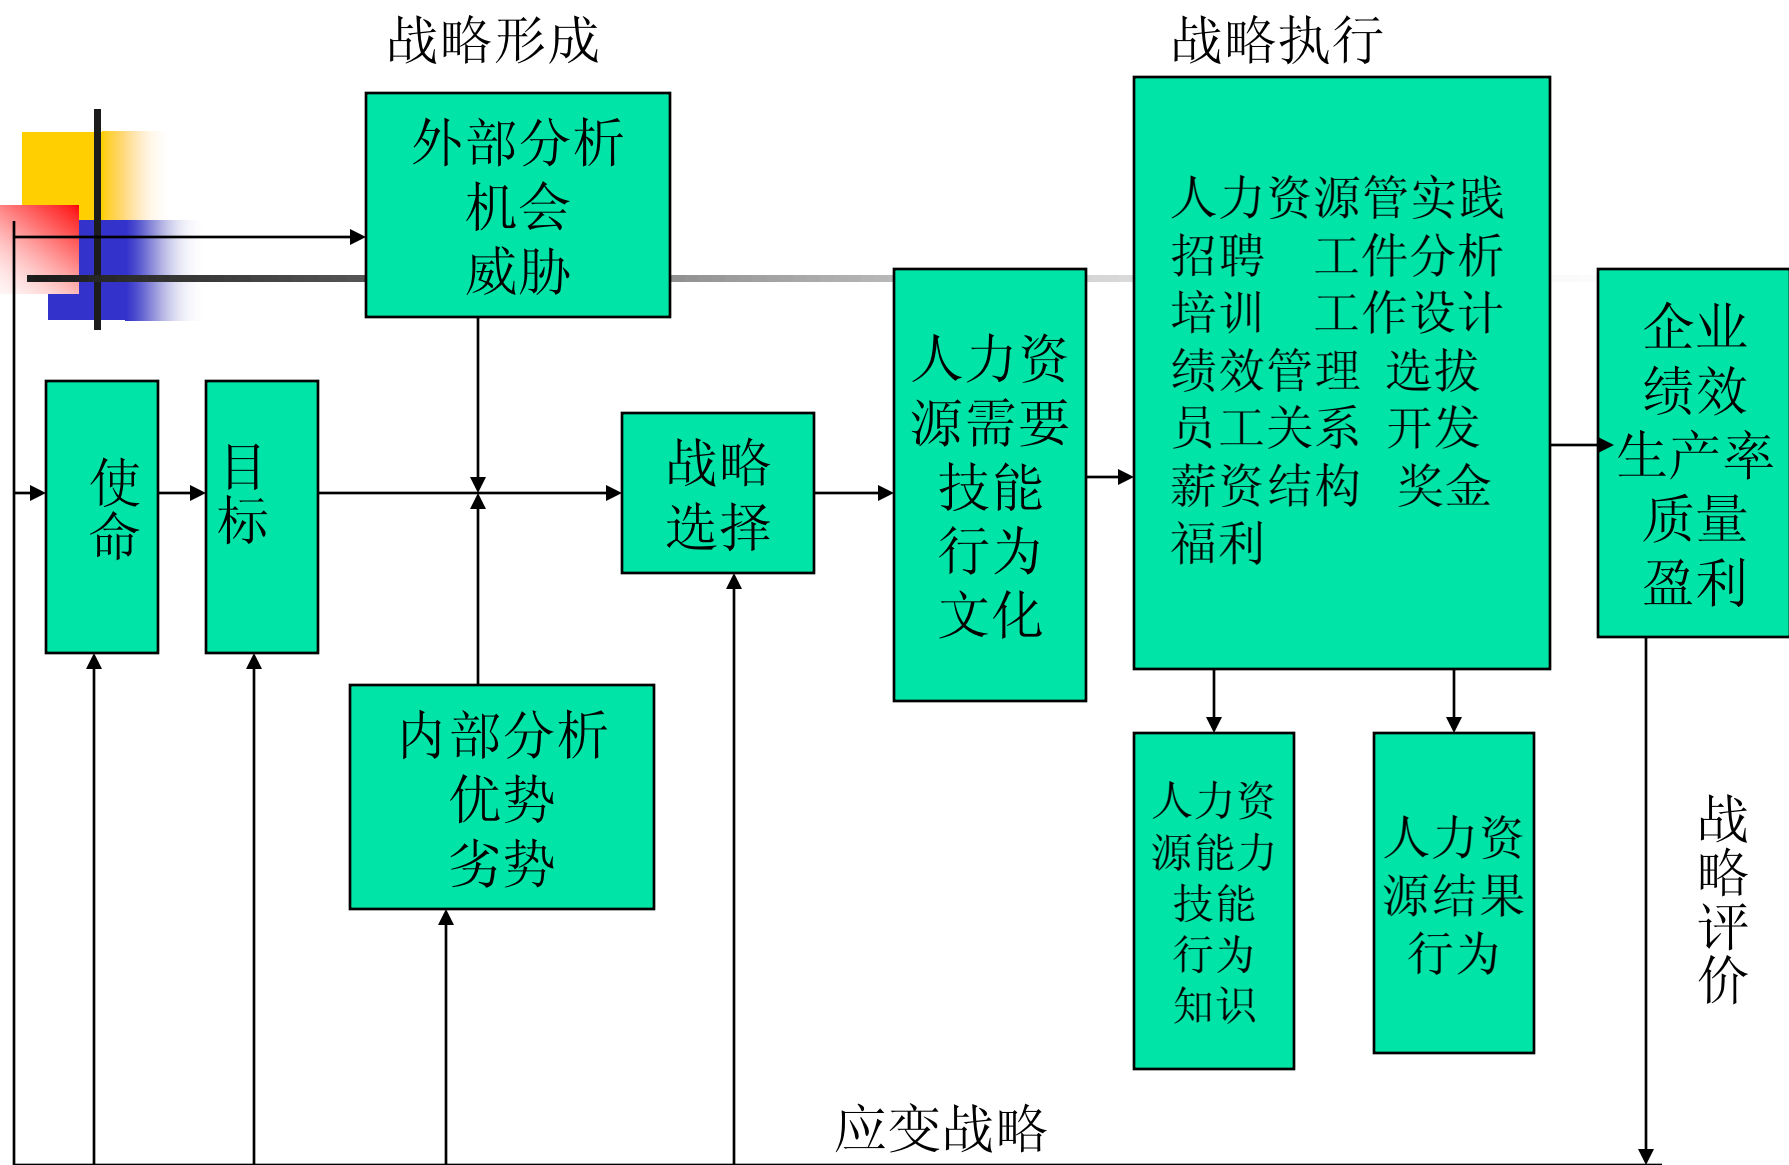 战略形成
战略执行
外部分析
机会
威胁
人力资源管实践
招聘 工件分析
培训 工作设计
绩效管理 选拔
员工关系 开发
薪资结构 奖金
福利
使
命
目
标
战略
选择
人力资
源需要
技能
行为
文化
企业
绩效
生产率
质量
盈利
内部分析
优势
劣势
人力资
源能力
技能
行为
知识
人力资
源结果
行为
战
略
评
价
应变战略